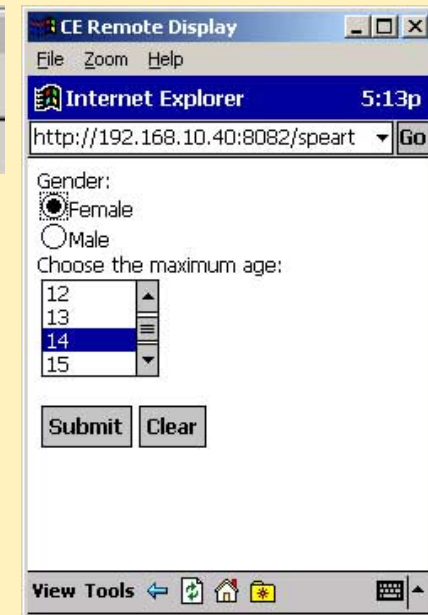 CE Remote Display
File Zoom Help
Internet Explorer 5:13p
http://192.168.10.40:8082/speart Go
Gender:
Female
Male
Choose the maximum age:
12
13
14
15
Submit Clear
View Tools